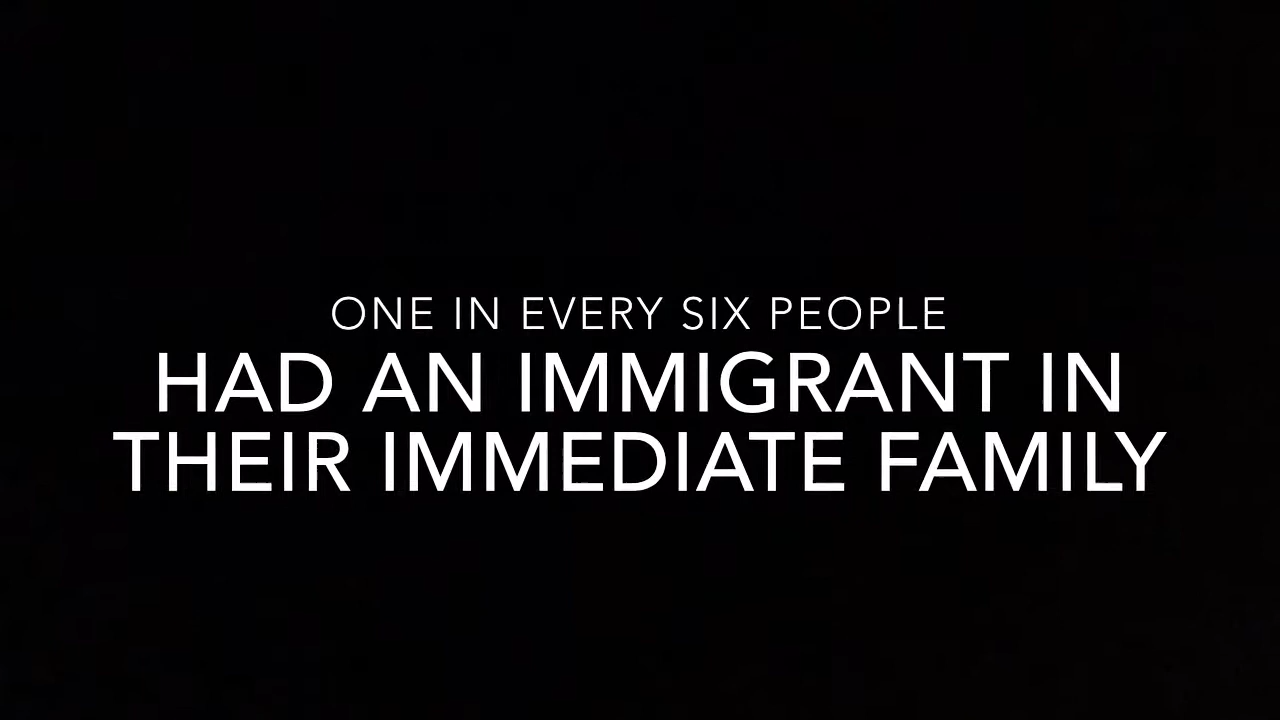 ONE IN EVERY SIX PEOPLE
HAD AN IMMIGRANT IN
THEIR IMMEDIATE FAMILY